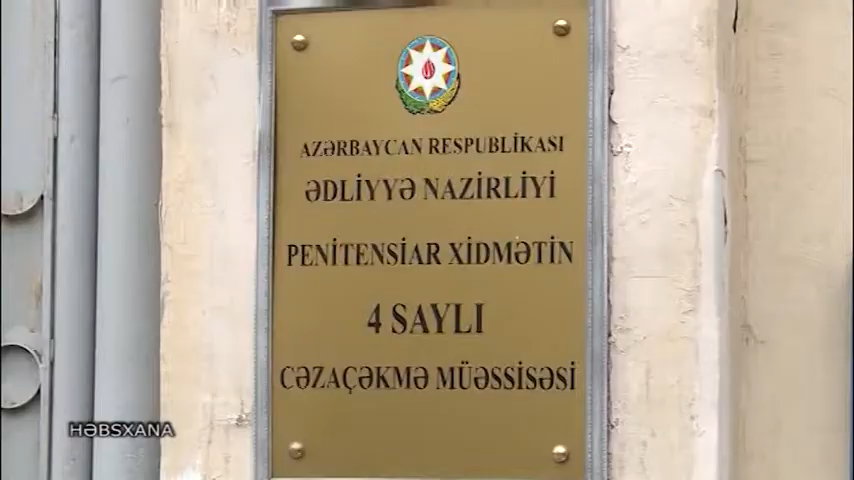 AZƏRBAYCAN RESPUBLİKASI
ƏDLİYYƏ NAZİRLİYİ
PENİTENSİAR XİDMƏTİN
4 SAYLI
CƏZAÇƏKMƏ MÜƏSSİSƏSİ
HƏBSXANA